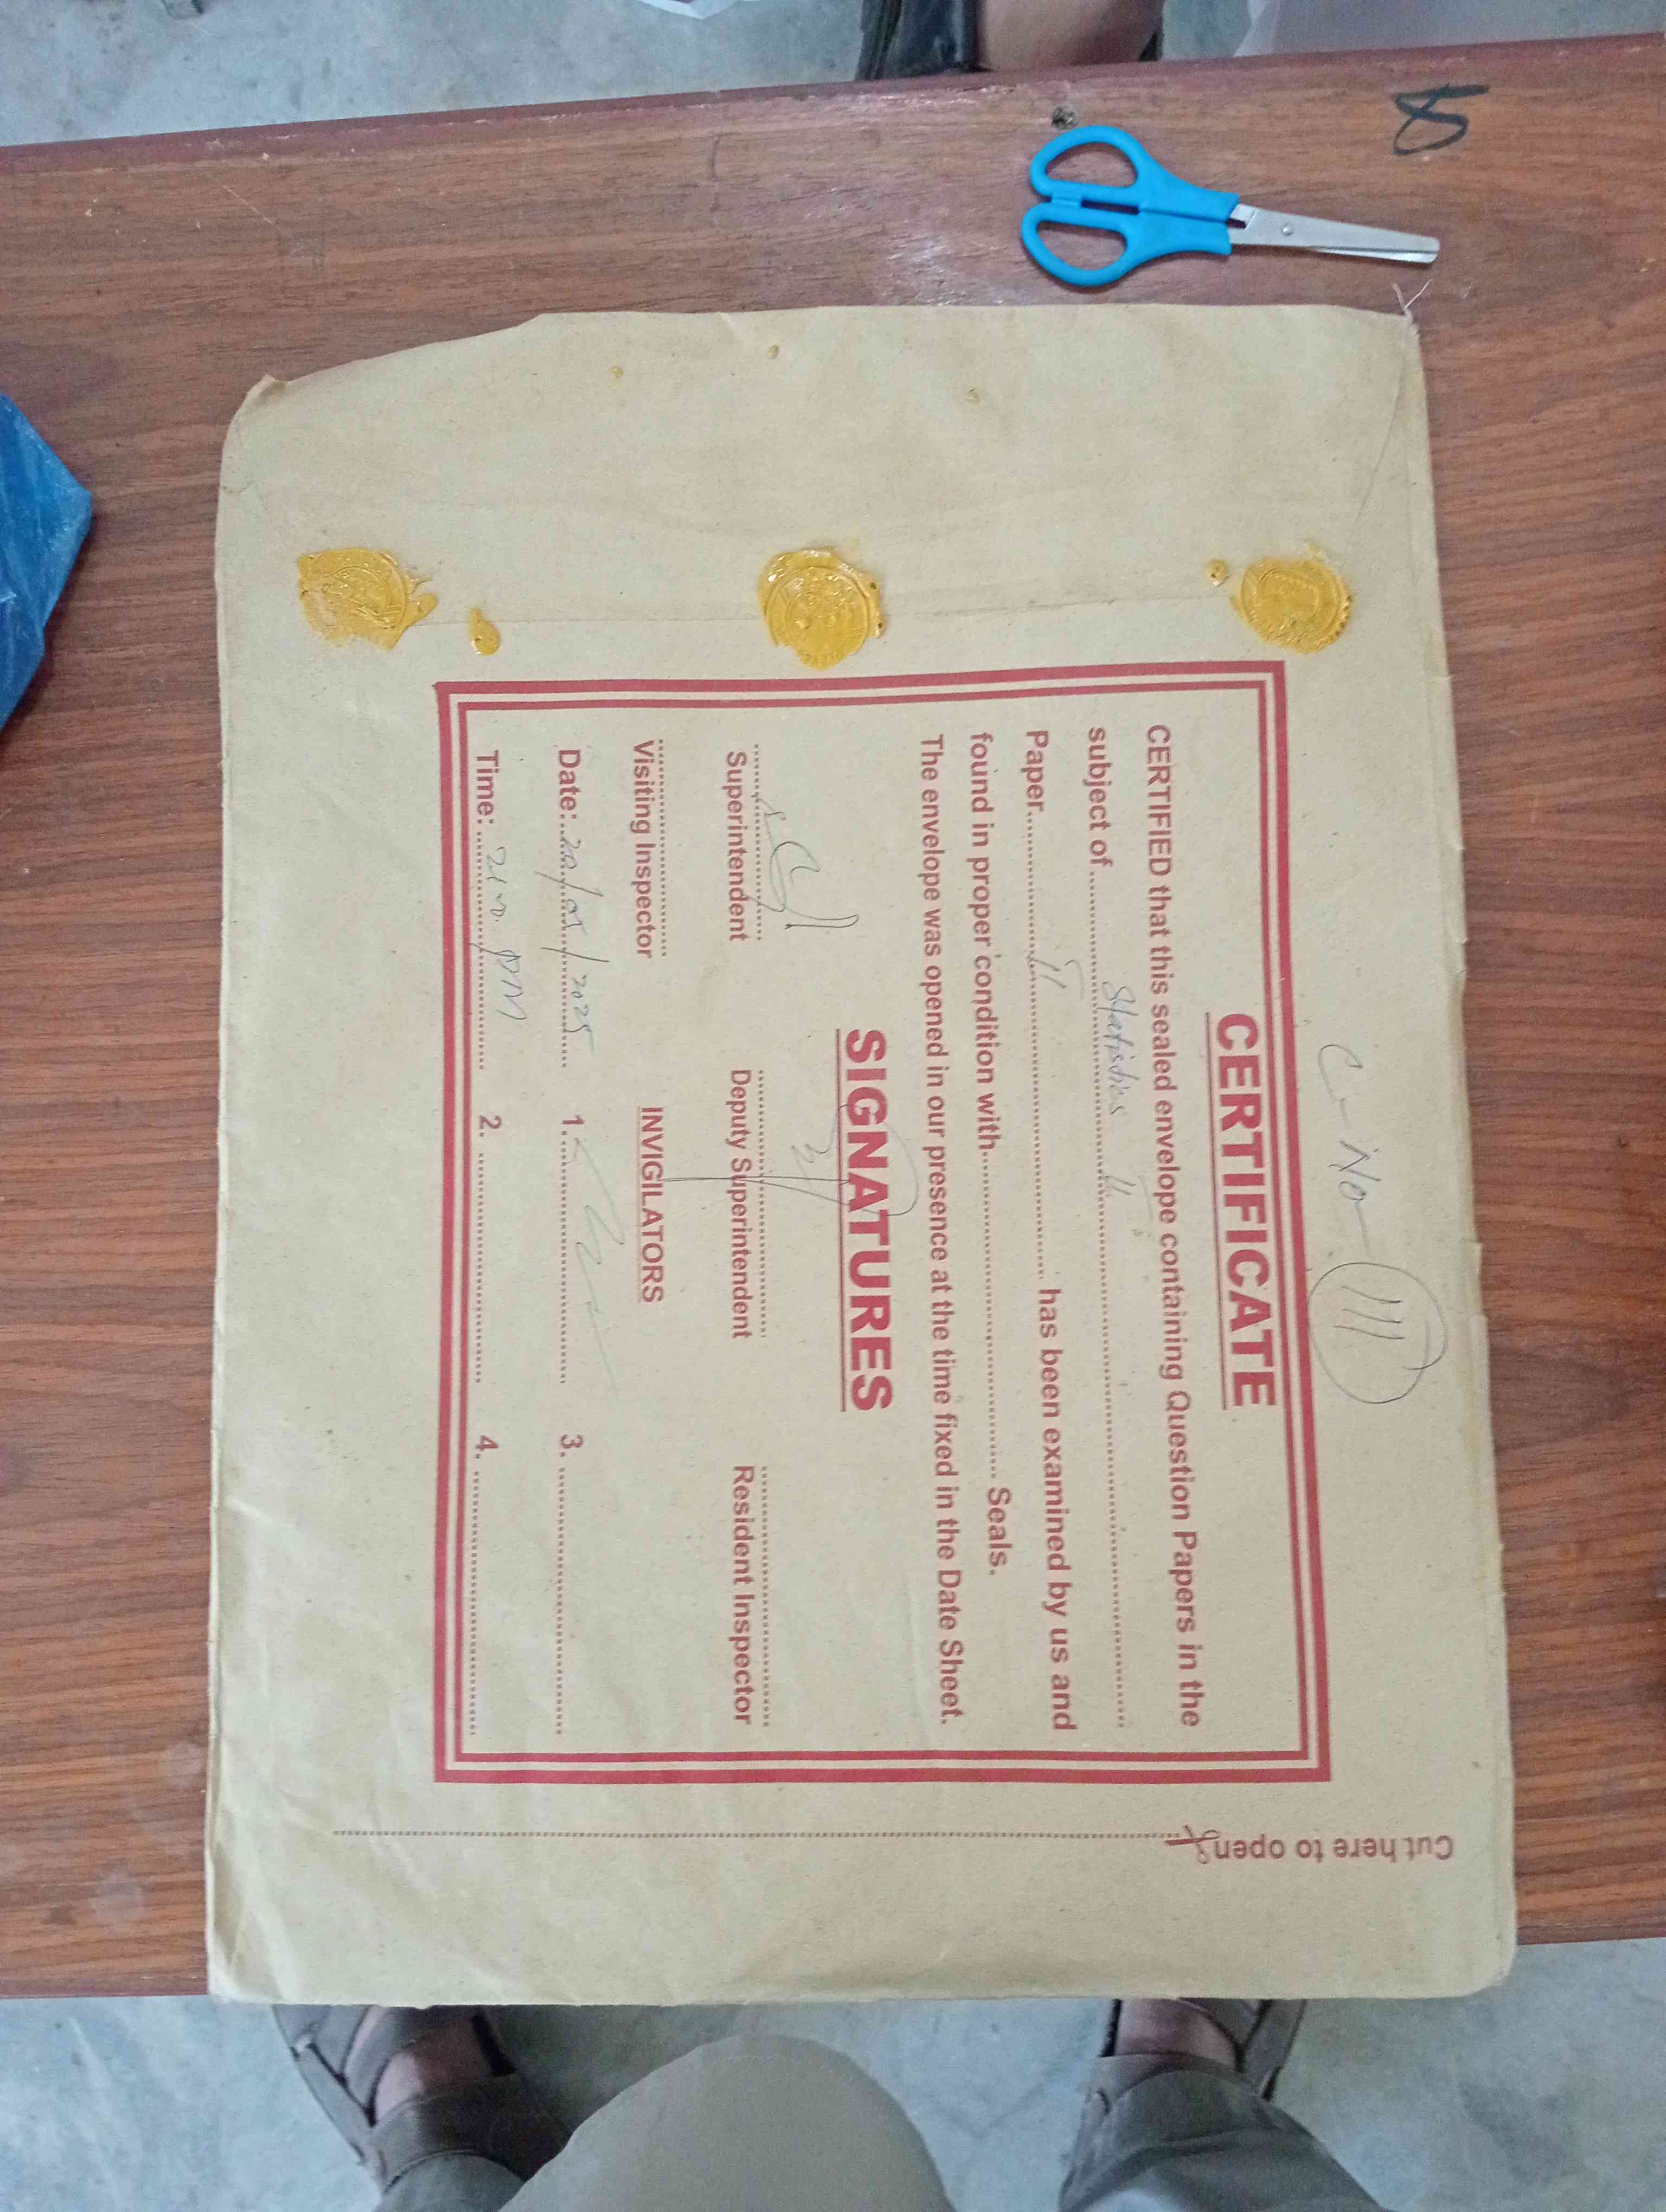 C-No 111
CERTIFICATE
CERTIFIED that this sealed envelope containing Question Papers in the
subject of ........ Statistics II ........
Paper ........ II ........ has been examined by us and
found in proper condition with ........ Seals.
The envelope was opened in our presence at the time fixed in the Date Sheet.
SIGNATURES
Superintendent Deputy Superintendent Resident Inspector
Visiting Inspector INVIGILATORS
Date: 20/05/2025 1. ........ 3. ........
Time: ........ PM 2. ........ 4. ........
Cut here to open
8